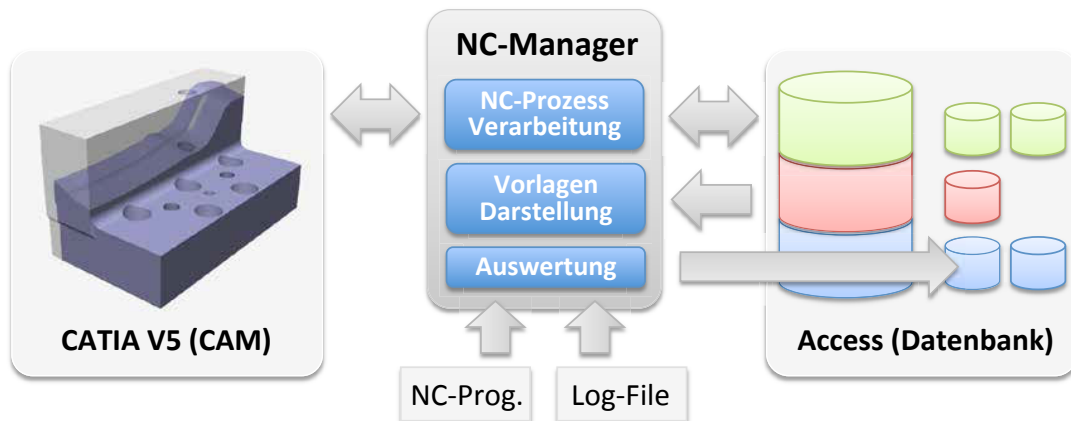 NC-Manager
NC-Prozess
Verarbeitung
Vorlagen
Darstellung
Auswertung
CATIA V5 (CAM)
Access (Datenbank)
NC-Prog.
Log-File